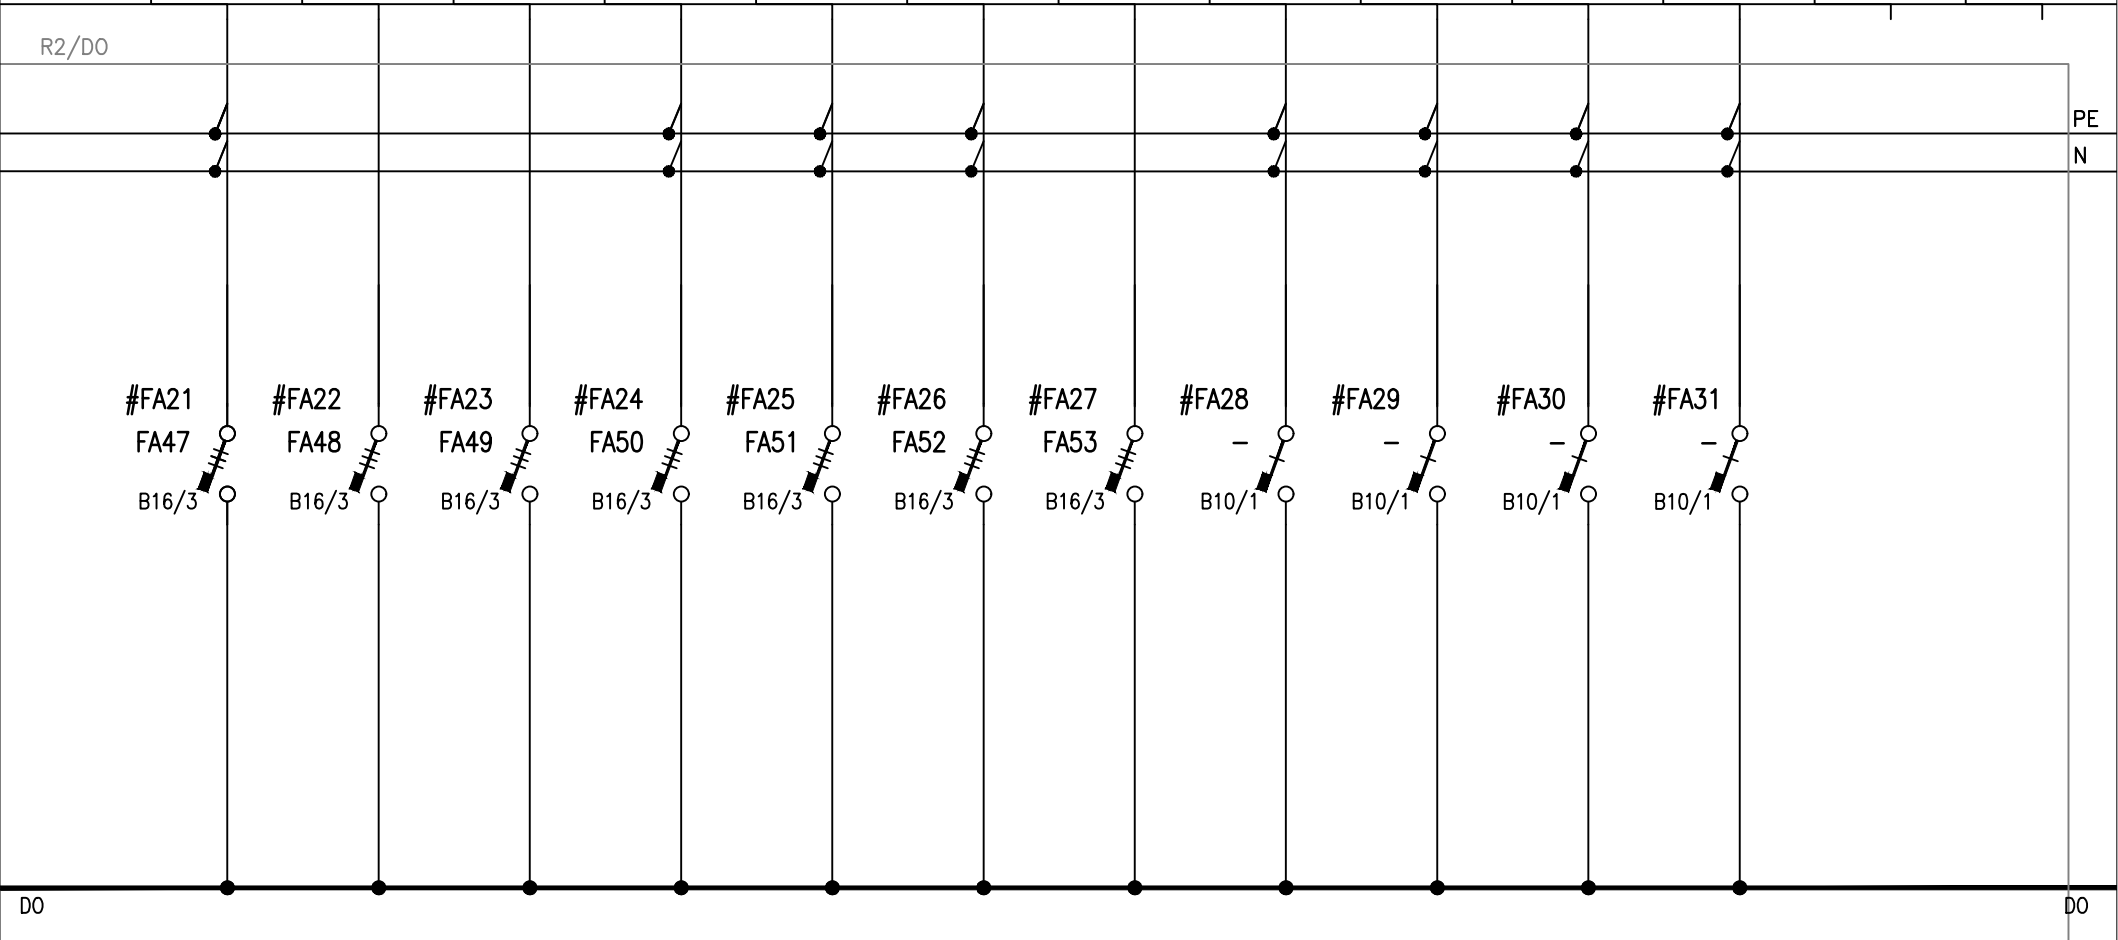 R2/DO
PE
N
#FA21 #FA22 #FA23 #FA24 #FA25 #FA26 #FA27 #FA28 #FA29 #FA30 #FA31
FA47 FA48 FA49 FA50 FA51 FA52 FA53 – – – –
B16/3 B16/3 B16/3 B16/3 B16/3 B16/3 B16/3 B10/1 B10/1 B10/1 B10/1
DO DO